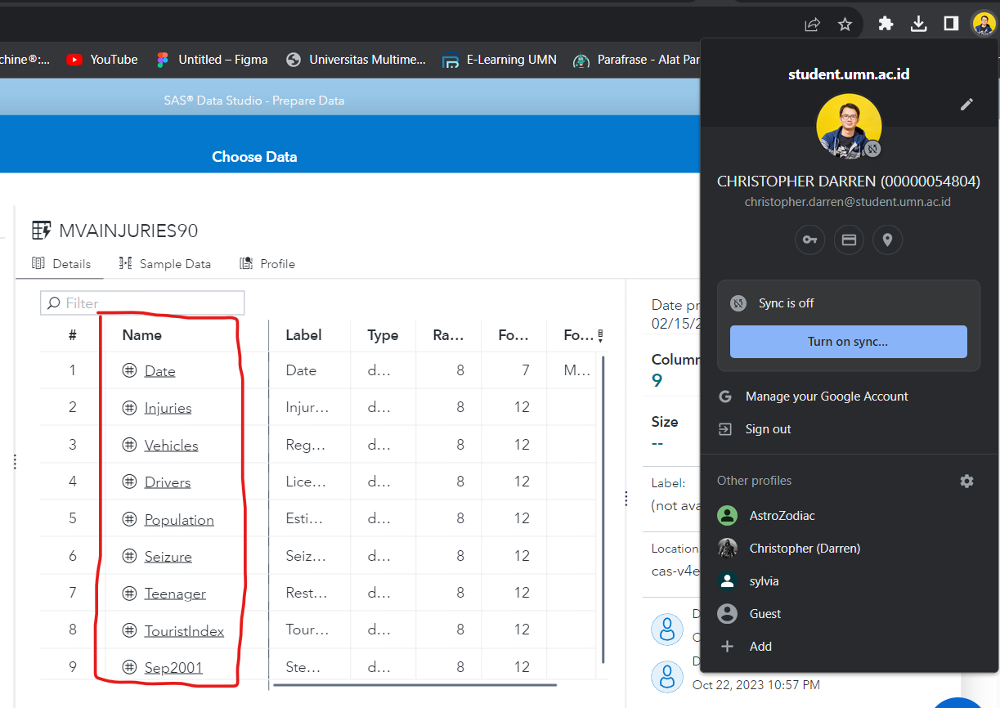 chine®:...
YouTube
Untitled – Figma
Universitas Multime...
E-Learning UMN
Parafrase - Alat Par
SAS® Data Studio - Prepare Data
Choose Data
MVAINJURIES90
Details
Sample Data
Profile
Filter
# Name Label Type Ra... Fo... Fo...
1 Date Date d... 8 7 M...
2 Injuries Injur... d... 8 12
3 Vehicles Reg... d... 8 12
4 Drivers Lice... d... 8 12
5 Population Esti... d... 8 12
6 Seizure Seiz... d... 8 12
7 Teenager Rest... d... 8 12
8 TouristIndex Tour... d... 8 12
9 Sep2001 Ste... d... 8 12
Date pr
02/15/2
Column
9
Size
--
Label:
(not ava
Location
cas-v4e
D
D
Oct 22, 2023 10:57 PM
student.umn.ac.id
CHRISTOPHER DARREN (00000054804)
christopher.darren@student.umn.ac.id
Sync is off
Turn on sync...
Manage your Google Account
Sign out
Other profiles
AstroZodiac
Christopher (Darren)
sylvia
Guest
Add